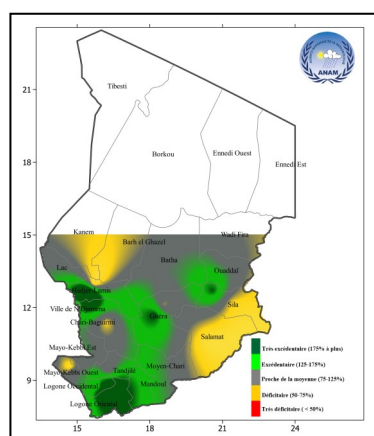 ANAM
21
18
15
12
9
15
18
21
24
Tibesti
Borkou
Ennedi Ouest
Ennedi Est
Kanem
Barh el Ghazel
Wadi Fira
Lac
Batha
Ouaddaï
Hadjer-Lamis
Sila
Ville de N'Djamena
Guéra
Chari-Baguirmi
Salamat
Mayo-Kebbi Est
Mayo-Kebbi Ouest
Tandjilé
Moyen-Chari
Logone Occidental
Mandoul
Logone Oriental
Très excédentaire (175% à plus)
Excédentaire (125-175%)
Proche de la moyenne (75-125%)
Déficitaire (50-75%)
Très déficitaire ( < 50%)